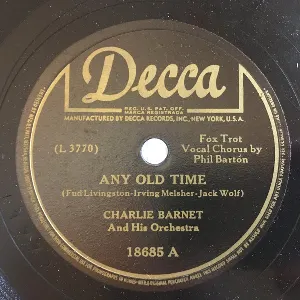 Decca
REG. U.S. PAT. OFF.
MARCA REGISTRADA
MANUFACTURED BY DECCA RECORDS, INC., NEW YORK, U.S.A.
Fox Trot
(L 3770)
Vocal Chorus by
Phil Barton
ANY OLD TIME
(Fud Livingston-Irving Melsher-Jack Wolf)
CHARLIE BARNET
And His Orchestra
18685 A